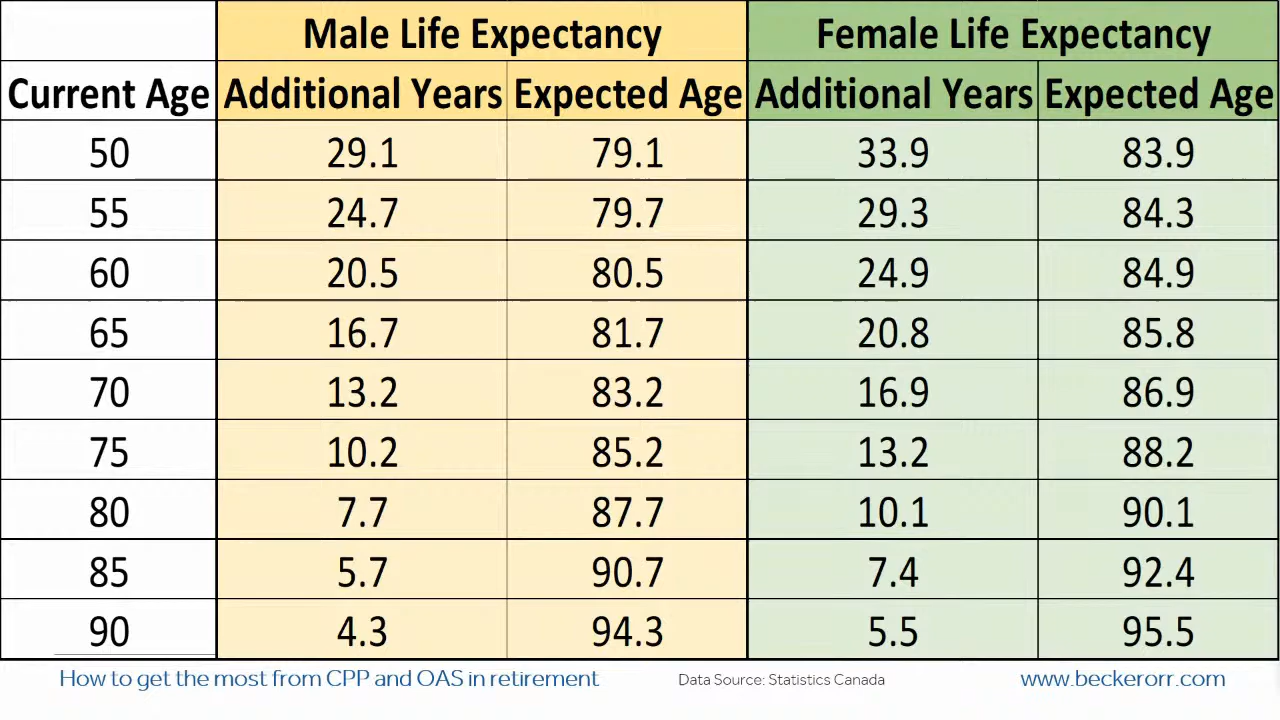 Male Life Expectancy Female Life Expectancy
Current Age Additional Years Expected Age Additional Years Expected Age
50 29.1 79.1 33.9 83.9
55 24.7 79.7 29.3 84.3
60 20.5 80.5 24.9 84.9
65 16.7 81.7 20.8 85.8
70 13.2 83.2 16.9 86.9
75 10.2 85.2 13.2 88.2
80 7.7 87.7 10.1 90.1
85 5.7 90.7 7.4 92.4
90 4.3 94.3 5.5 95.5
How to get the most from CPP and OAS in retirement Data Source: Statistics Canada www.beckerorr.com